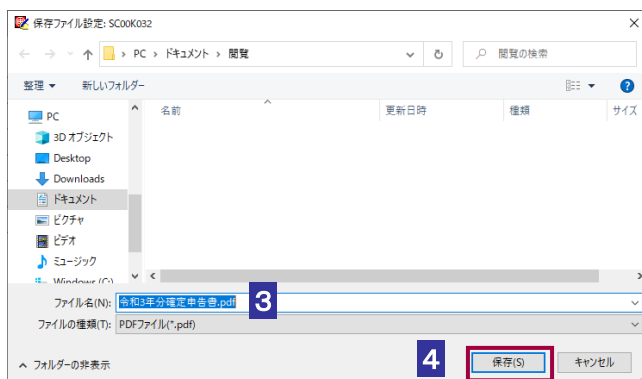 保存ファイル設定: SC00K032
PC › ドキュメント › 閲覧
閲覧の検索
整理 新しいフォルダー
名前 更新日時 種類 サイズ
PC
3D オブジェクト
Desktop
Downloads
ドキュメント
ピクチャ
ビデオ
ミュージック
Windows (C:)
ファイル名(N): 令和3年分確定申告書.pdf 3
ファイルの種類(T): PDFファイル(*.pdf)
フォルダーの非表示 4 保存(S) キャンセル